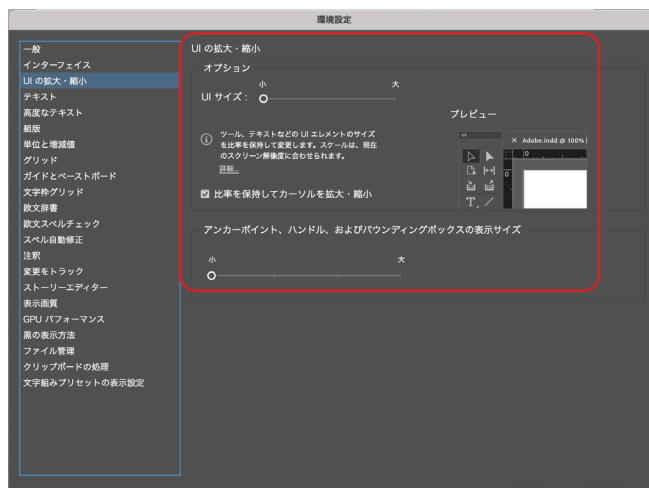 環境設定
一般
インターフェイス
UI の拡大・縮小
テキスト
高度なテキスト
組版
単位と増減値
グリッド
ガイドとペーストボード
文字枠グリッド
欧文辞書
欧文スペルチェック
スペル自動修正
注釈
変更をトラック
ストーリーエディター
表示画質
GPU パフォーマンス
黒の表示方法
ファイル管理
クリップボードの処理
文字組みプリセットの表示設定
UI の拡大・縮小
オプション
小 大
UI サイズ :
プレビュー
ツール、テキストなどの UI エレメントのサイズ
を比率を保持して変更します。スケールは、現在
のスクリーン解像度に合わせられます。
詳細...
× Adobe.indd @ 100%
0
0
比率を保持してカーソルを拡大・縮小
アンカーポイント、ハンドル、およびバウンディングボックスの表示サイズ
小 大